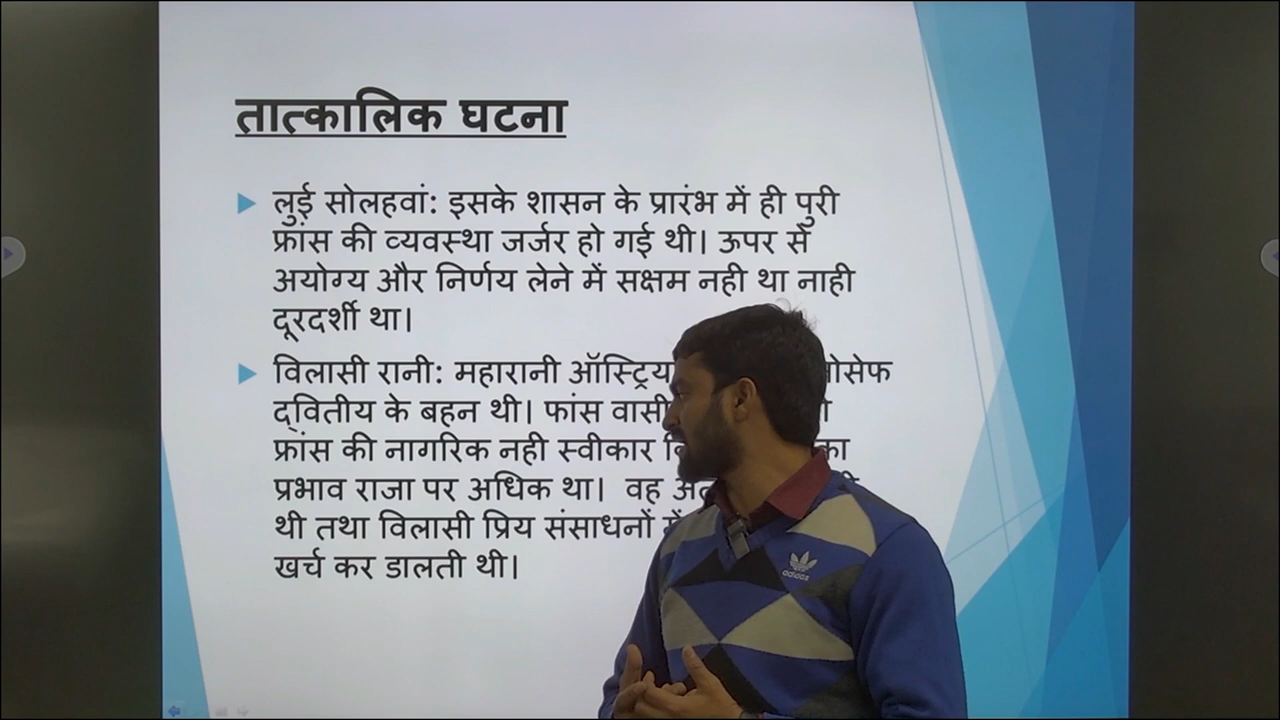 तात्कालिक घटना
लुई सोलहवां: इसके शासन के प्रारंभ में ही पुरी
फ्रांस की व्यवस्था जर्जर हो गई थी। ऊपर से
अयोग्य और निर्णय लेने में सक्षम नही था नाही
दूरदर्शी था।
विलासी रानी: महारानी
द्वितीय के बहन थी। फांस
फ्रांस की नागरिक नही स्वीकार
प्रभाव राजा पर अधिक था। वह
थी तथा विलासी प्रिय संसाधनों
खर्च कर डालती थी।
adidas